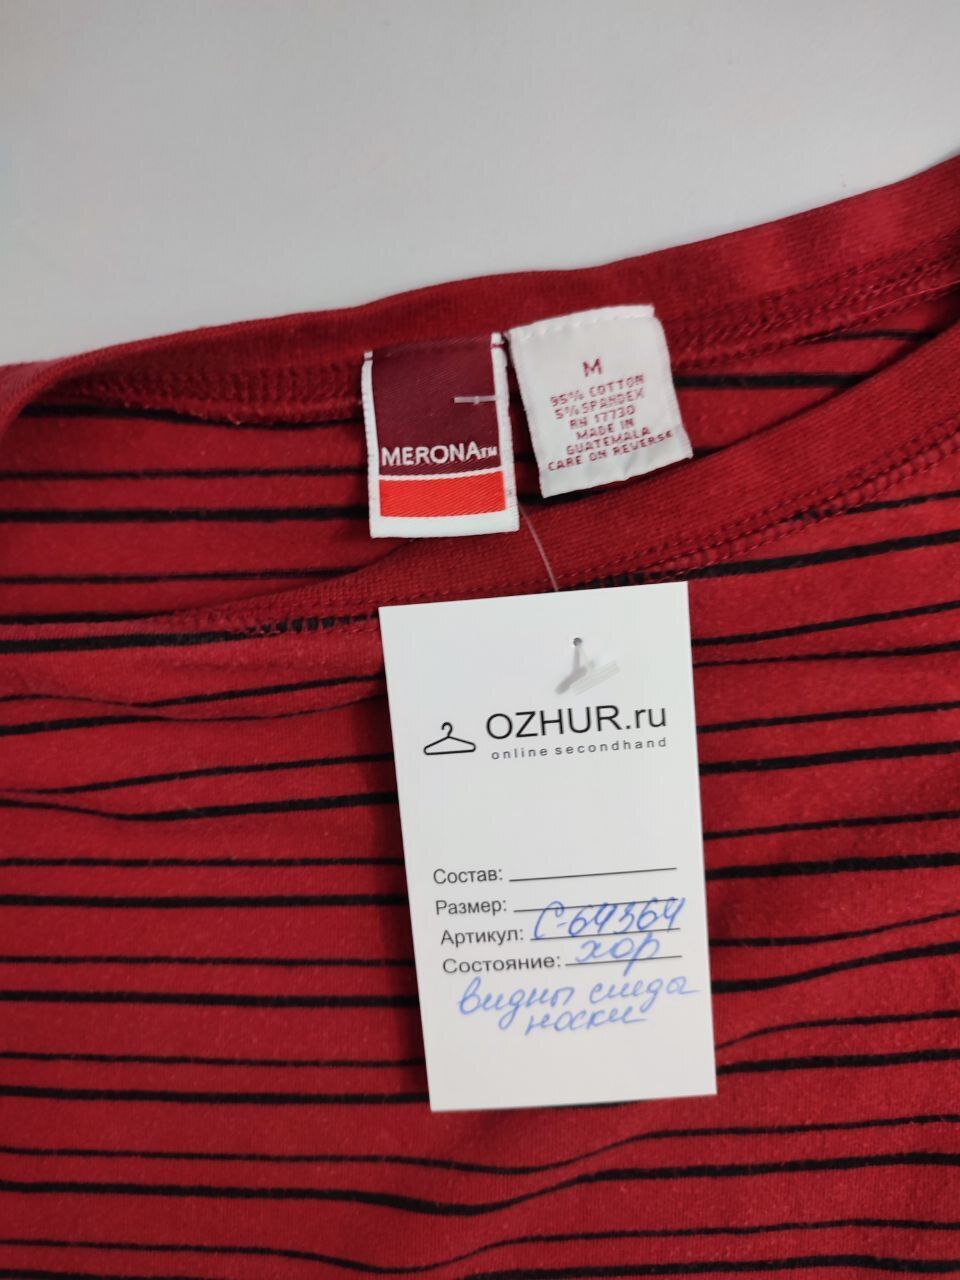 MERONA™
M
95% COTTON
5% SPANDEX
RN 17730
MADE IN
GUATEMALA
CARE ON REVERSE
OZHUR.ru
online secondhand
Состав:
Размер:
Артикул: С-64364
Состояние: хор
видны следы
носки